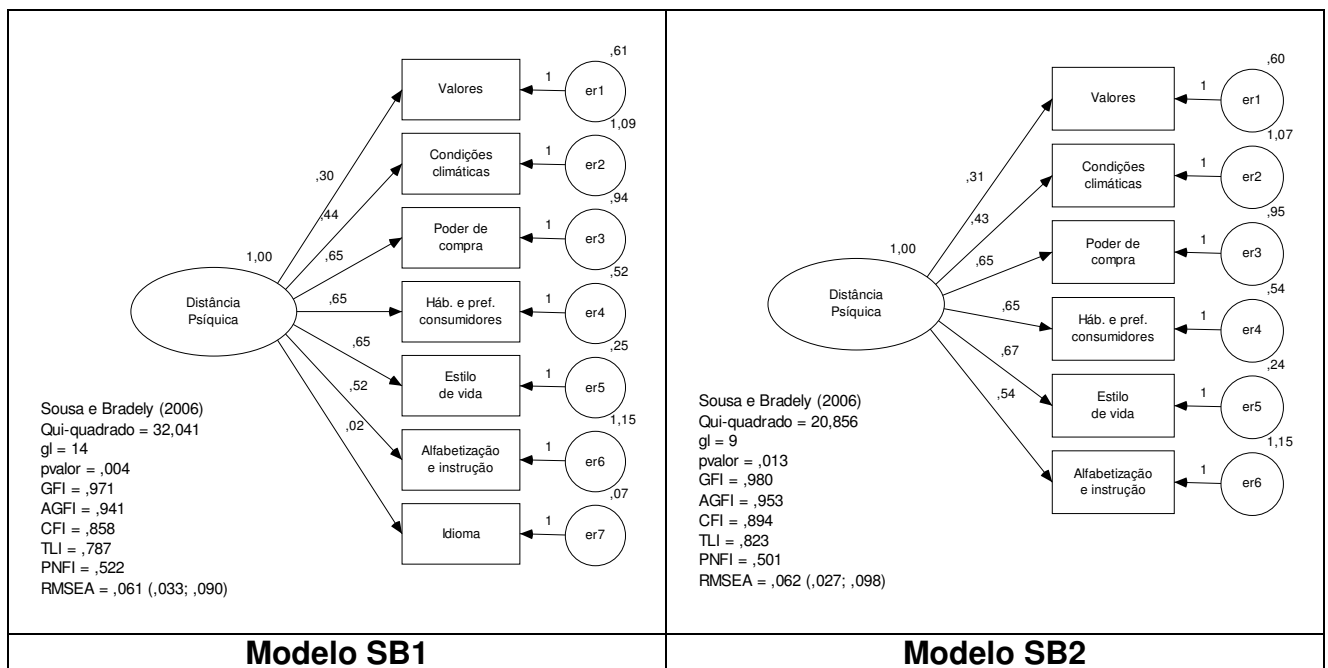 ,61
1
Valores
er1
1,09
1
Condições
climáticas
er2
,30
,94
,44
1
Poder de
compra
er3
1,00
,65
,52
Distância
Psíquica
,65
1
Háb. e pref.
consumidores
er4
,65
,25
1
Estilo
de vida
er5
,52
1,15
,02
1
Alfabetização
e instrução
er6
,07
1
Idioma
er7
Sousa e Bradely (2006)
Qui-quadrado = 32,041
gl = 14
pvalor = ,004
GFI = ,971
AGFI = ,941
CFI = ,858
TLI = ,787
PNFI = ,522
RMSEA = ,061 (,033; ,090)
Modelo SB1
,60
1
Valores
er1
1,07
1
Condições
climáticas
er2
,31
,95
,43
1
Poder de
compra
er3
1,00
,65
,54
Distância
Psíquica
,65
1
Háb. e pref.
consumidores
er4
,67
,24
1
Estilo
de vida
er5
,54
1,15
1
Alfabetização
e instrução
er6
Sousa e Bradely (2006)
Qui-quadrado = 20,856
gl = 9
pvalor = ,013
GFI = ,980
AGFI = ,953
CFI = ,894
TLI = ,823
PNFI = ,501
RMSEA = ,062 (,027; ,098)
Modelo SB2